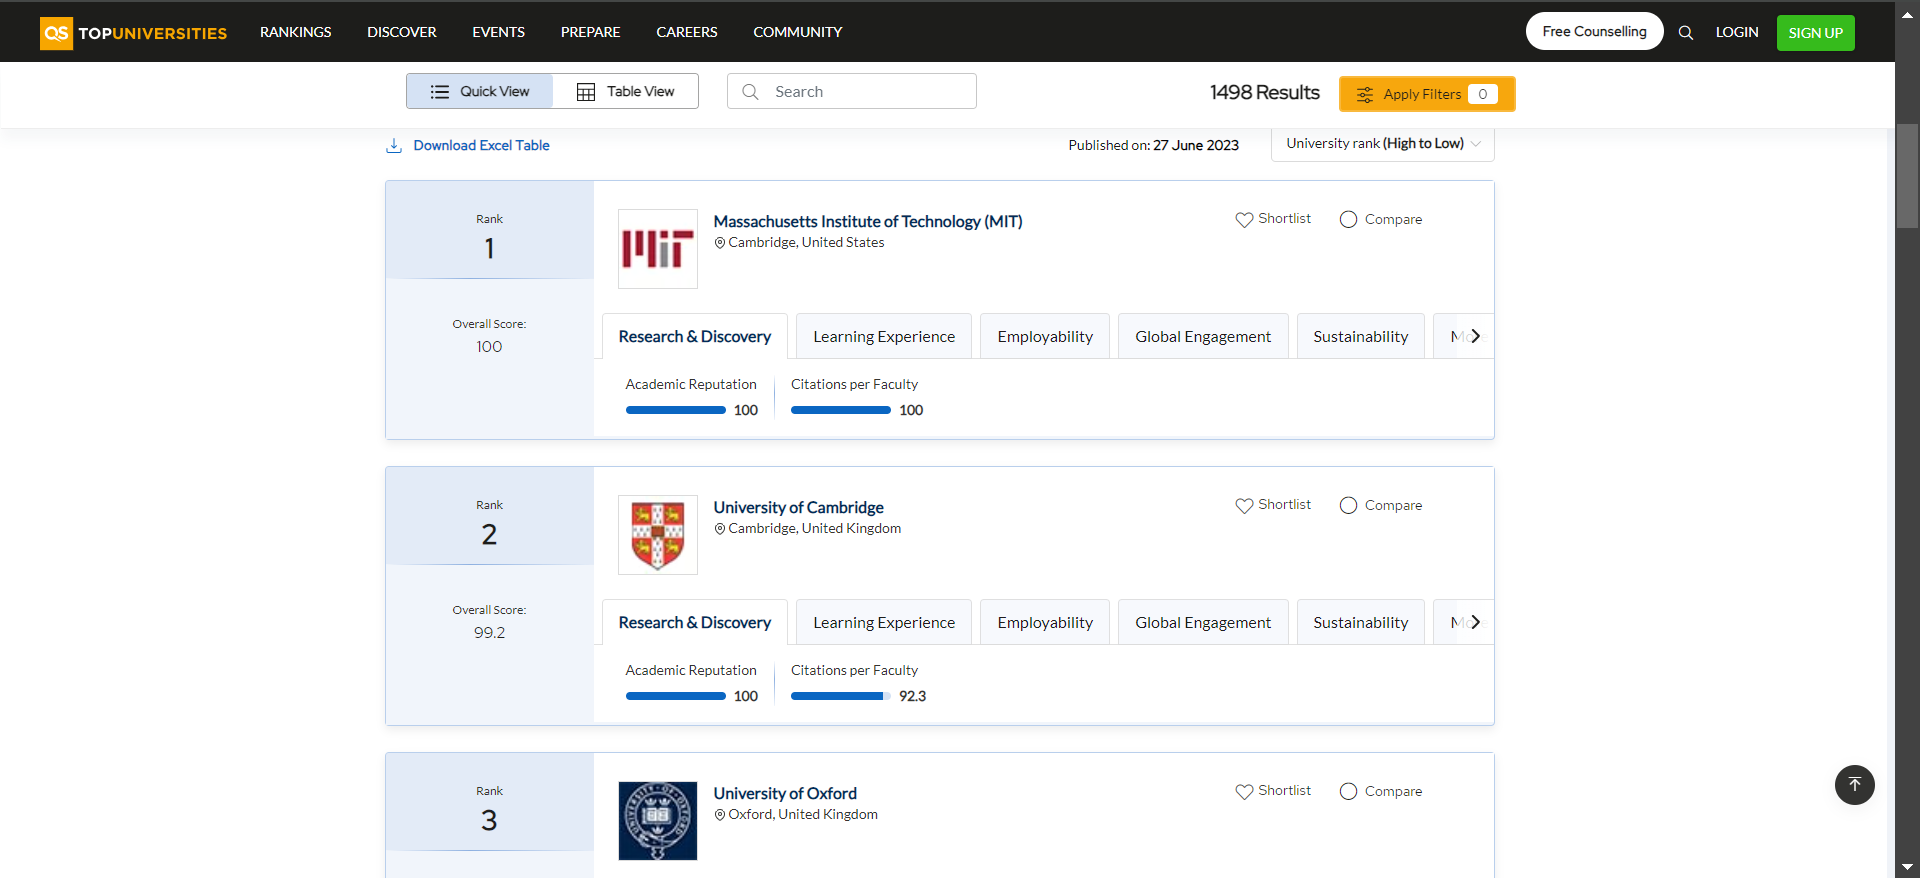 QS TOPUNIVERSITIES RANKINGS DISCOVER EVENTS PREPARE CAREERS COMMUNITY Free Counselling LOGIN SIGN UP
Quick View Table View Search 1498 Results Apply Filters 0
Download Excel Table Published on: 27 June 2023 University rank (High to Low)
Rank
1
Overall Score:
100
MIT
Massachusetts Institute of Technology (MIT)
Cambridge, United States
Shortlist Compare
Research & Discovery Learning Experience Employability Global Engagement Sustainability
Academic Reputation Citations per Faculty
100 100
Rank
2
Overall Score:
99.2
University of Cambridge
Cambridge, United Kingdom
Shortlist Compare
Research & Discovery Learning Experience Employability Global Engagement Sustainability
Academic Reputation Citations per Faculty
100 92.3
Rank
3
University of Oxford
Oxford, United Kingdom
Shortlist Compare